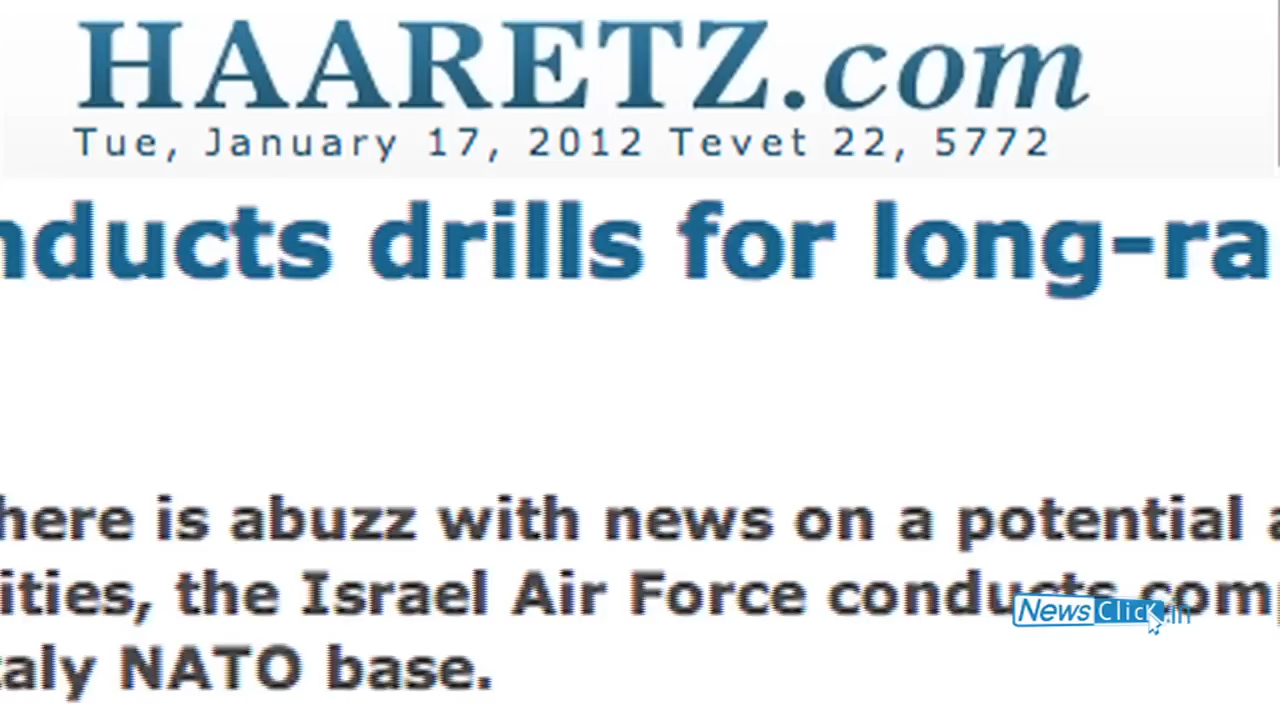 HAARETZ.com
Tue, January 17, 2012 Tevet 22, 5772
nducts drills for long-ra
here is abuzz with news on a potential a
ities, the Israel Air Force conducts com
taly NATO base.
NewsClick.in